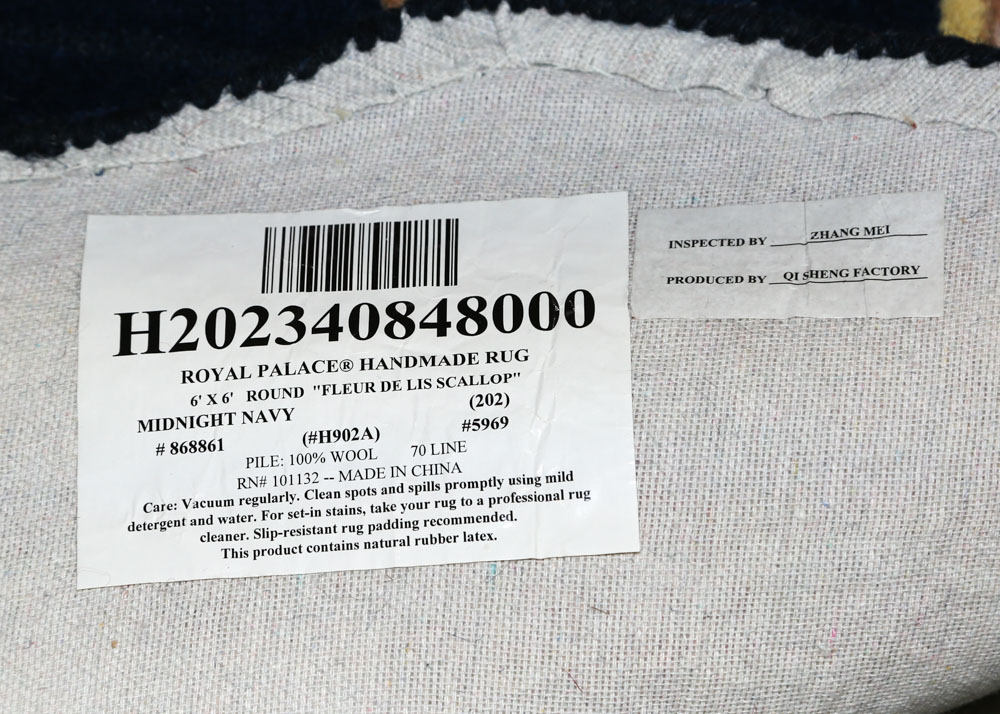 H202340848000
ROYAL PALACE® HANDMADE RUG
6' X 6' ROUND "FLEUR DE LIS SCALLOP"
MIDNIGHT NAVY (202)
# 868861 (#H902A) #5969
PILE: 100% WOOL 70 LINE
RN# 101132 -- MADE IN CHINA
Care: Vacuum regularly. Clean spots and spills promptly using mild
detergent and water. For set-in stains, take your rug to a professional rug
cleaner. Slip-resistant rug padding recommended.
This product contains natural rubber latex.
INSPECTED BY ZHANG MEI
PRODUCED BY QI SHENG FACTORY